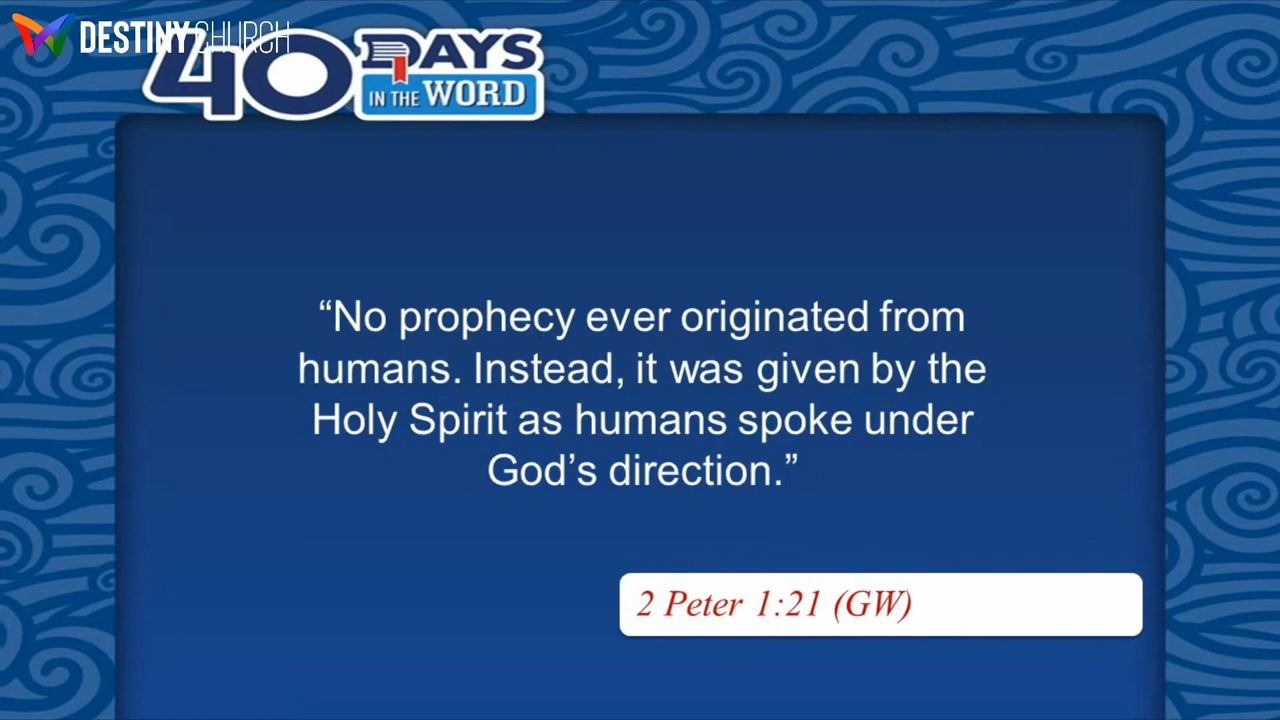 DESTINY CHURCH
40 DAYS
IN THE WORD
“No prophecy ever originated from
humans. Instead, it was given by the
Holy Spirit as humans spoke under
God’s direction.”
2 Peter 1:21 (GW)